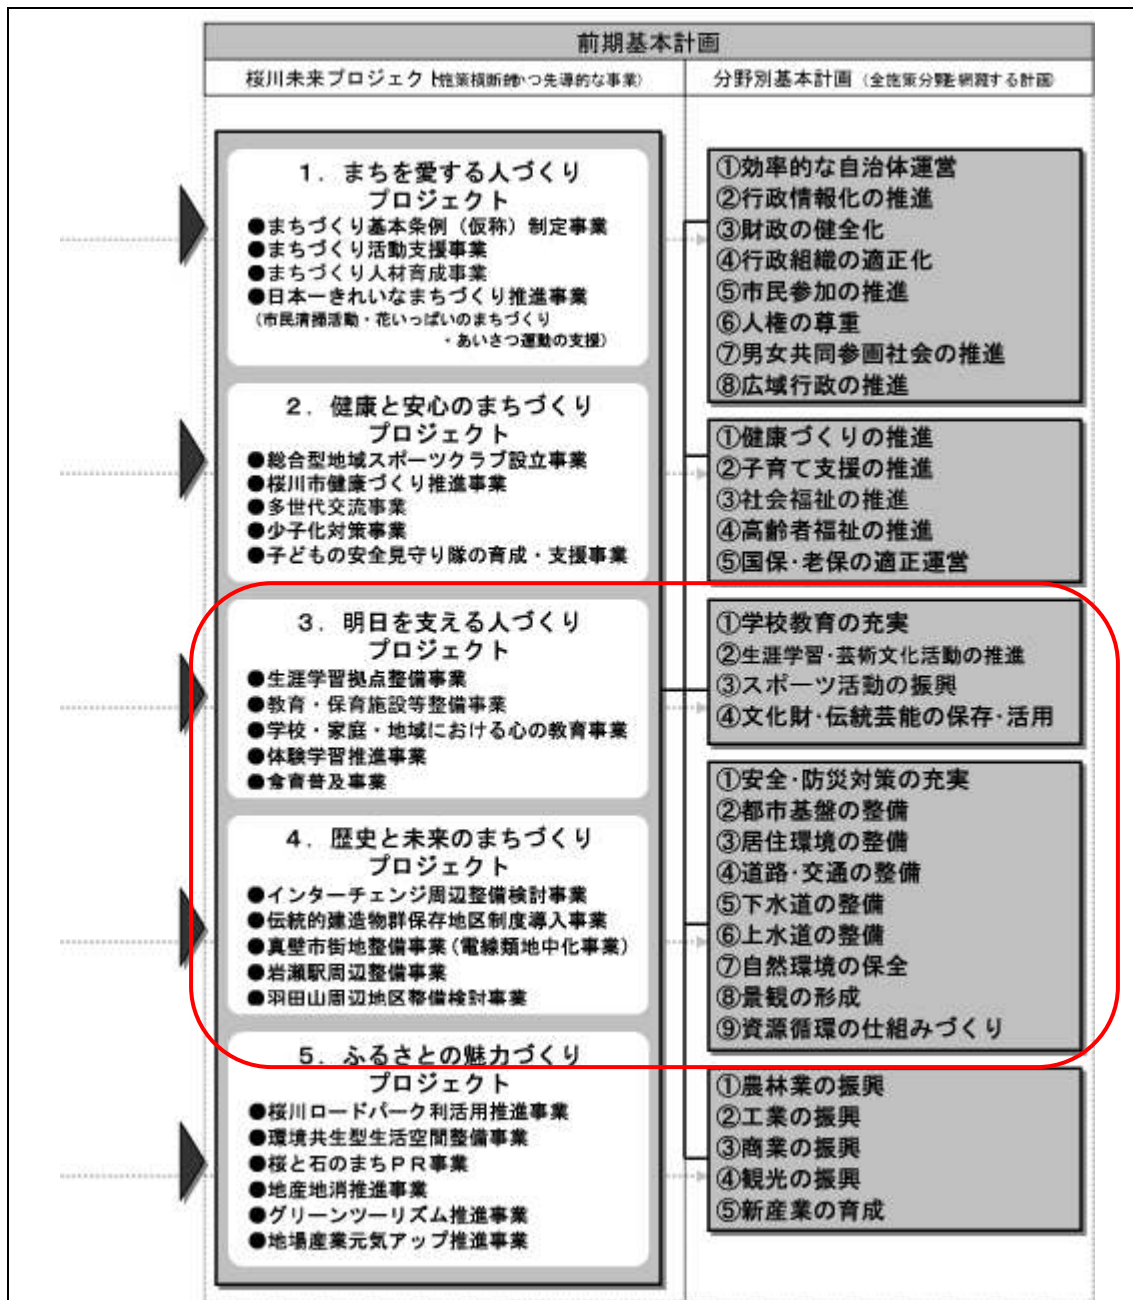 前期基本計画
桜川未来プロジェクト(施策横断的かつ先導的な事業)
分野別基本計画(全施策分野を網羅する計画)
1.まちを愛する人づくり
プロジェクト
●まちづくり基本条例(仮称)制定事業
●まちづくり活動支援事業
●まちづくり人材育成事業
●日本一きれいなまちづくり推進事業
(市民清掃活動・花いっぱいのまちづくり
・あいさつ運動の支援)
①効率的な自治体運営
②行政情報化の推進
③財政の健全化
④行政組織の適正化
⑤市民参加の推進
⑥人権の尊重
⑦男女共同参画社会の推進
⑧広域行政の推進
2.健康と安心のまちづくり
プロジェクト
●総合型地域スポーツクラブ設立事業
●桜川市健康づくり推進事業
●多世代交流事業
●少子化対策事業
●子どもの安全見守り隊の育成・支援事業
①健康づくりの推進
②子育て支援の推進
③社会福祉の推進
④高齢者福祉の推進
⑤国保・老保の適正運営
3.明日を支える人づくり
プロジェクト
●生涯学習拠点整備事業
●教育・保育施設等整備事業
●学校・家庭・地域における心の教育事業
●体験学習推進事業
●食育普及事業
①学校教育の充実
②生涯学習・芸術文化活動の推進
③スポーツ活動の振興
④文化財・伝統芸能の保存・活用
4.歴史と未来のまちづくり
プロジェクト
●インターチェンジ周辺整備検討事業
●伝統的建造物群保存地区制度導入事業
●真壁市街地整備事業(電線類地中化事業)
●岩瀬駅周辺整備事業
●羽田山周辺地区整備検討事業
①安全・防災対策の充実
②都市基盤の整備
③居住環境の整備
④道路・交通の整備
⑤下水道の整備
⑥上水道の整備
⑦自然環境の保全
⑧景観の形成
⑨資源循環の仕組みづくり
5.ふるさとの魅力づくり
プロジェクト
●桜川ロードパーク利活用推進事業
●環境共生型生活空間整備事業
●桜と石のまちPR事業
●地産地消推進事業
●グリーンツーリズム推進事業
●地場産業元気アップ推進事業
①農林業の振興
②工業の振興
③商業の振興
④観光の振興
⑤新産業の育成